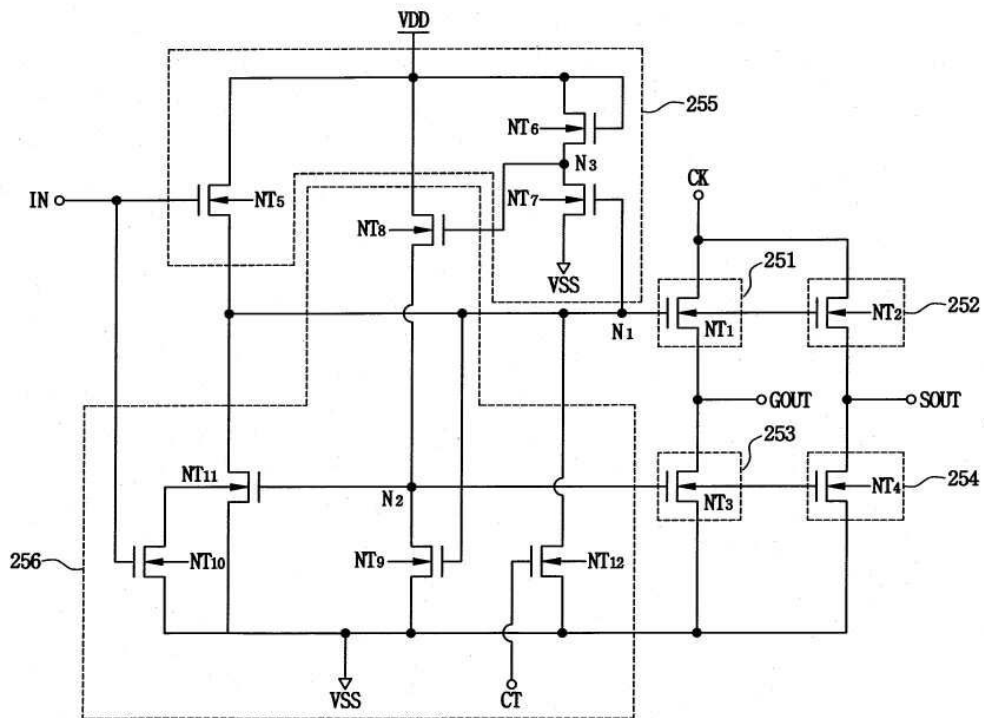 VDD
255
NT6
N3
CK
IN
NT5
NT7
NT8
VSS
251
252
N1
NT1
NT2
GOUT
SOUT
253
NT11
N2
NT3
NT4
254
256
NT10
NT9
NT12
VSS
CT